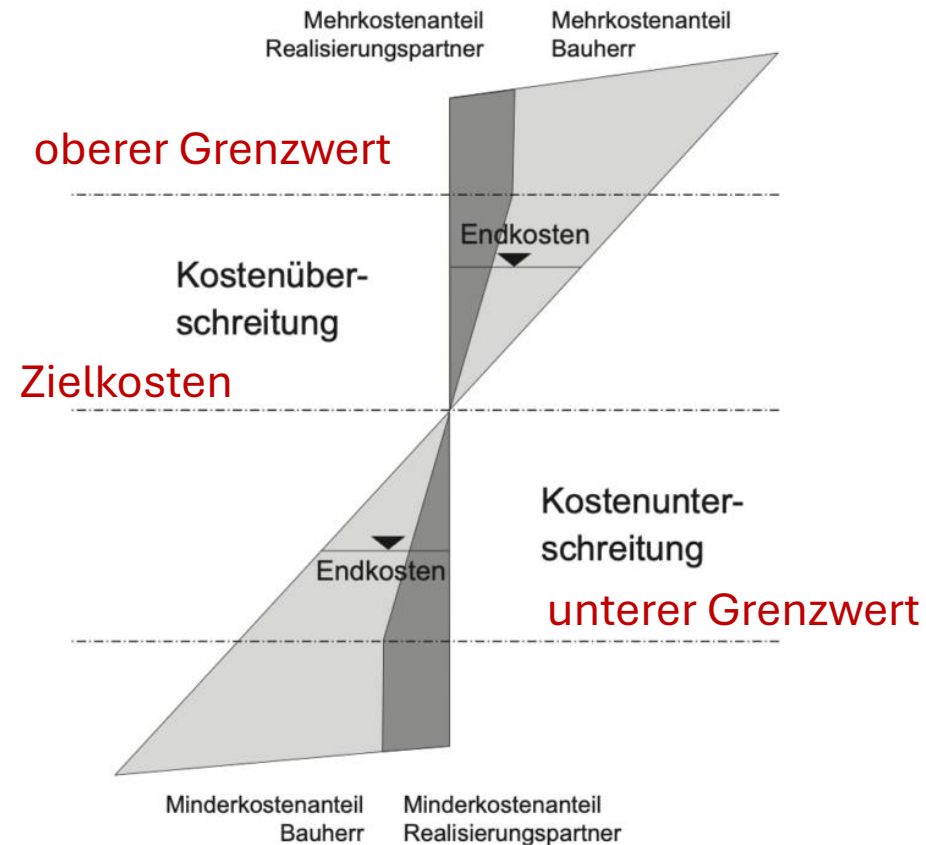 Mehrkostenanteil
Realisierungspartner
Mehrkostenanteil
Bauherr
oberer Grenzwert
Endkosten
Kostenüber-
schreitung
Zielkosten
Kostenunter-
schreitung
Endkosten
unterer Grenzwert
Minderkostenanteil
Bauherr
Minderkostenanteil
Realisierungspartner